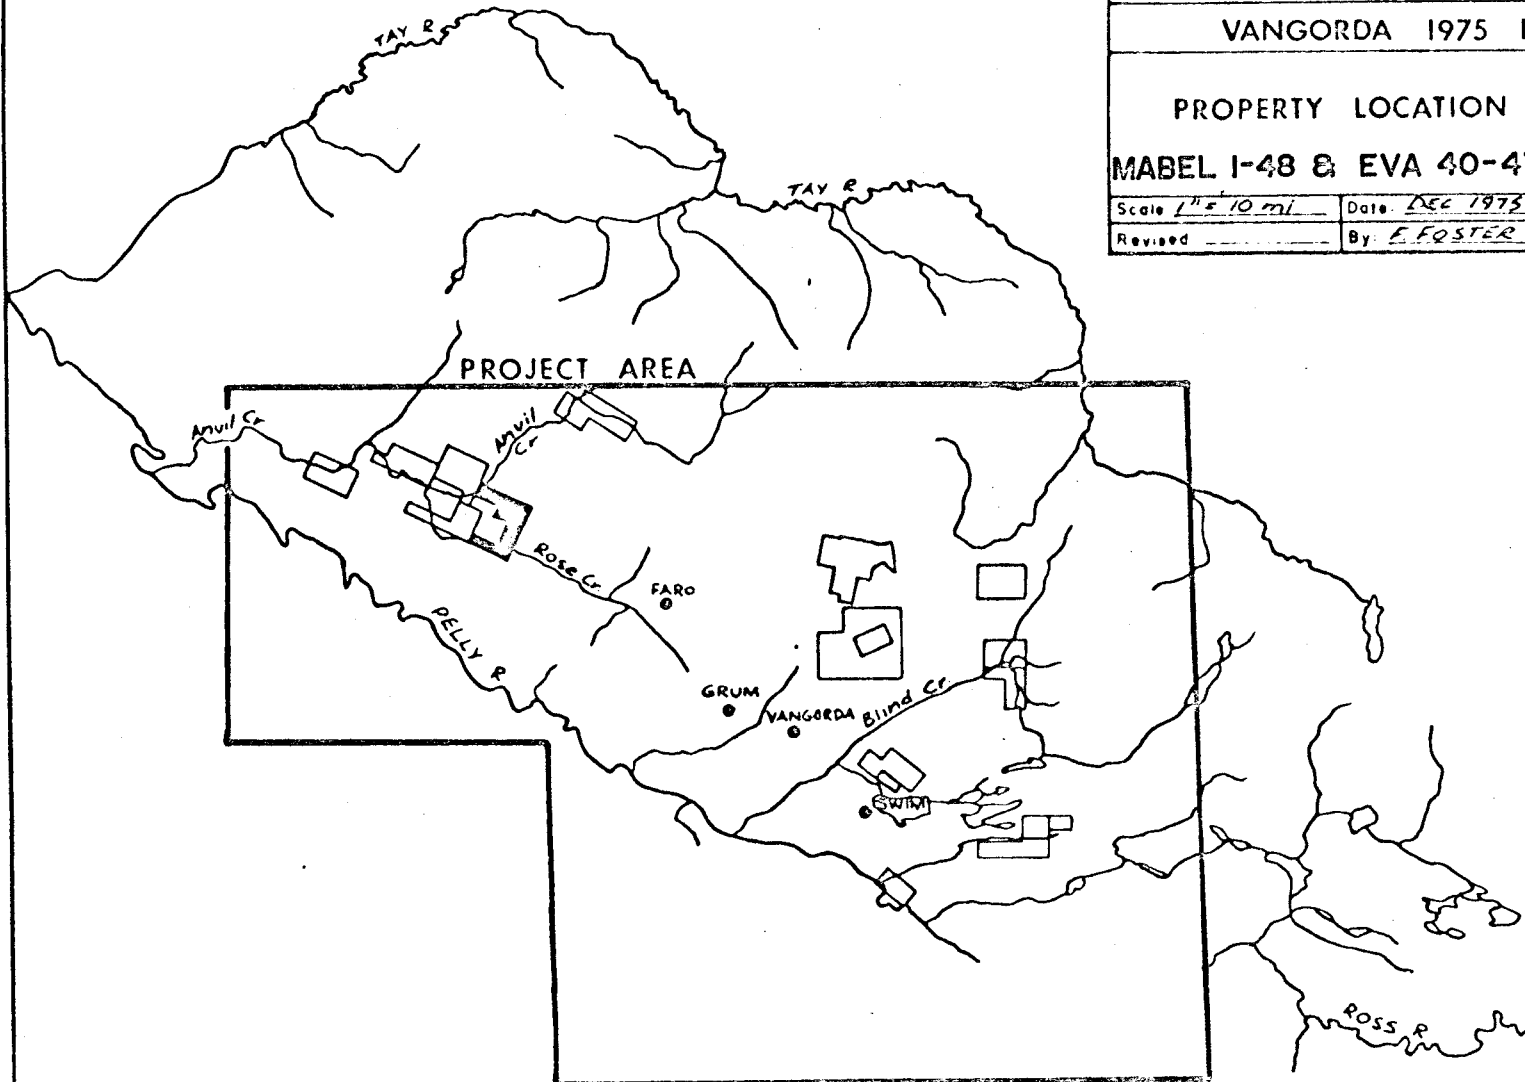 VANGORDA 1975
PROPERTY LOCATION
MABEL 1-48 & EVA 40-4
Scale 1" = 10 mi
Date. DEC 1975
Revised
By: F. FOSTER
TAY R
TAY R
PROJECT AREA
Anvil Cr
Anvil
Cr
Rose Cr.
FARO
PELLY R
GRUM
VANGORDA
Blind Cr.
SWIM
ROSS R